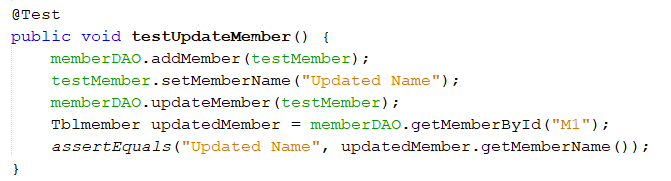 @Test
public void testUpdateMember() {
    memberDAO.addMember(testMember);
    testMember.setMemberName("Updated Name");
    memberDAO.updateMember(testMember);
    Tblmember updatedMember = memberDAO.getMemberById("M1");
    assertEquals("Updated Name", updatedMember.getMemberName());
}